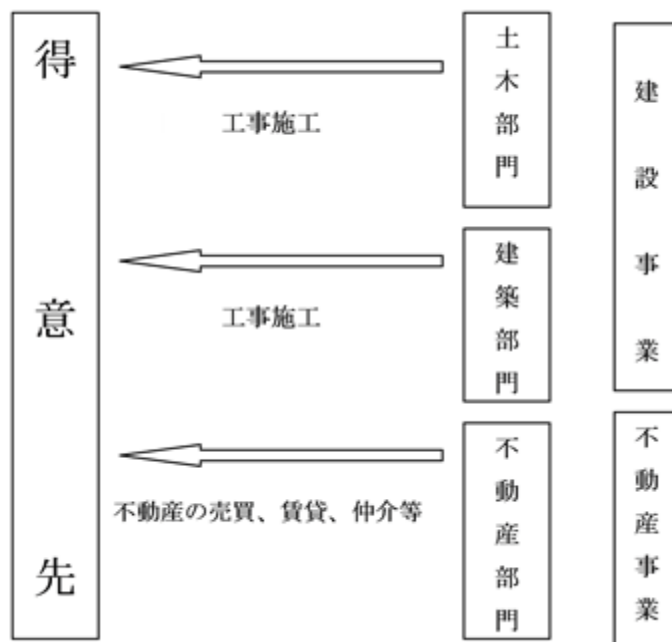 得意先
工事施工
工事施工
不動産の売買、賃貸、仲介等
土木部門
建築部門
不動産部門
建設事業
不動産事業